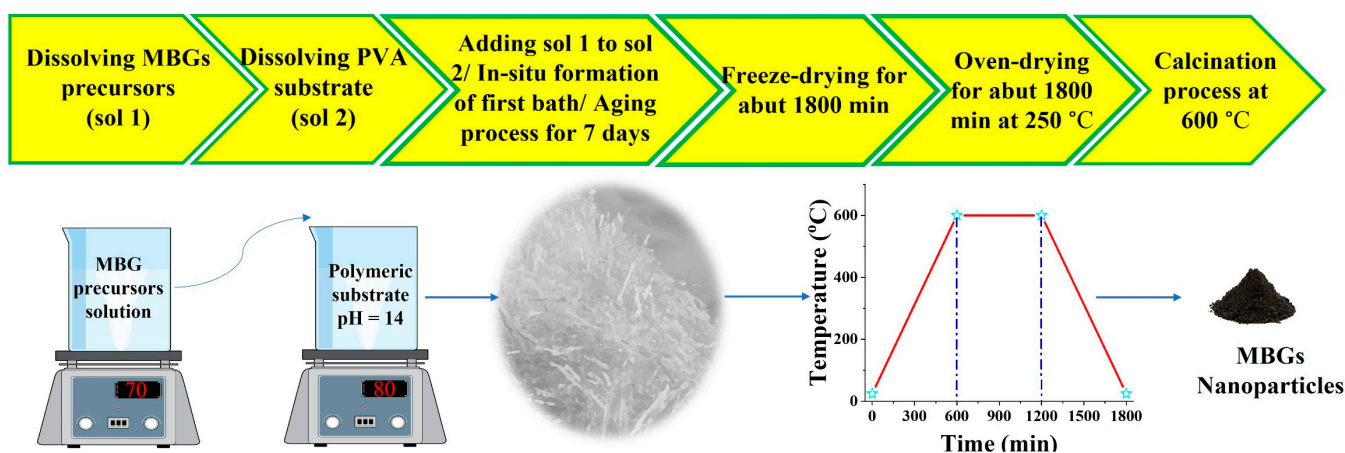 Dissolving MBGs
precursors
(sol 1)
Dissolving PVA
substrate
(sol 2)
Adding sol 1 to sol
2/ In-situ formation
of first bath/ Aging
process for 7 days
Freeze-drying for
abut 1800 min
Oven-drying
for abut 1800
min at 250 °C
Calcination
process at
600 °C
MBG
precursors
solution
70
Polymeric
substrate
pH = 14
80
Temperature (°C)
600
400
200
0
0 300 600 900 1200 1500 1800
Time (min)
MBGs
Nanoparticles